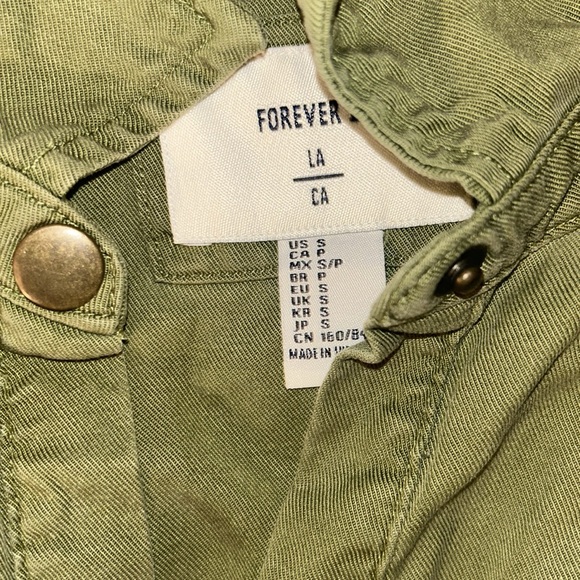 FOREVER
LA
CA
US S
CA P
MX S/P
BR P
EU S
UK S
KR S
JP S
CN 160/84
MADE IN